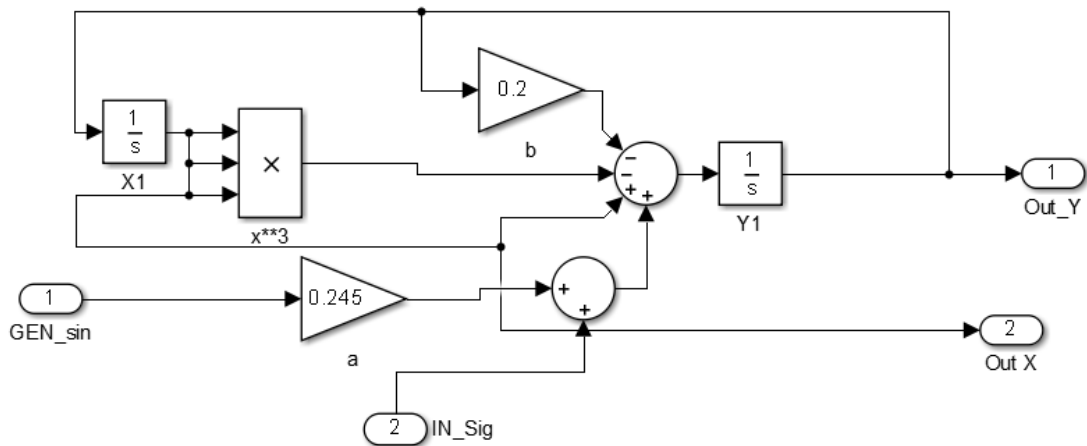 0.2
b
1
s
X1
×
x**3
−
−
+
+
1
s
Y1
1
Out_Y
1
GEN_sin
0.245
a
+
+
2
Out X
2
IN_Sig